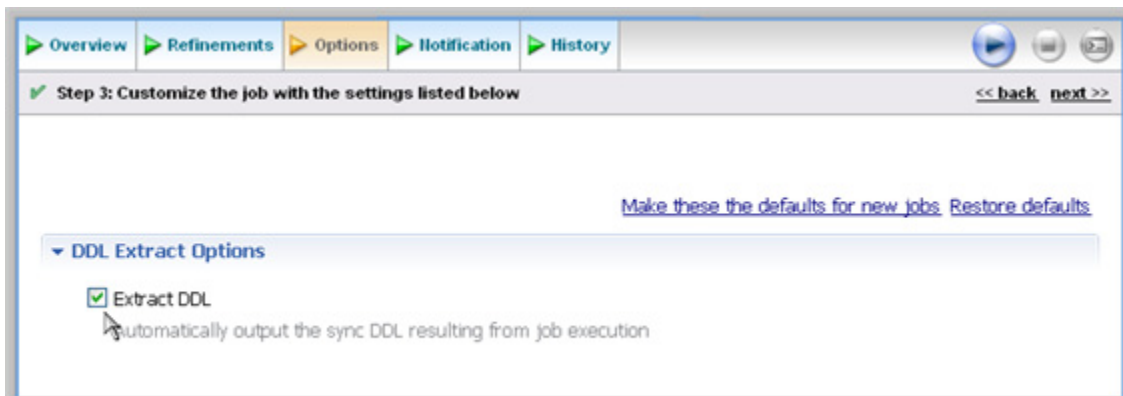 Overview Refinements Options Notification History
Step 3: Customize the job with the settings listed below << back next >>
Make these the defaults for new jobs Restore defaults
DDL Extract Options
Extract DDL
Automatically output the sync DDL resulting from job execution